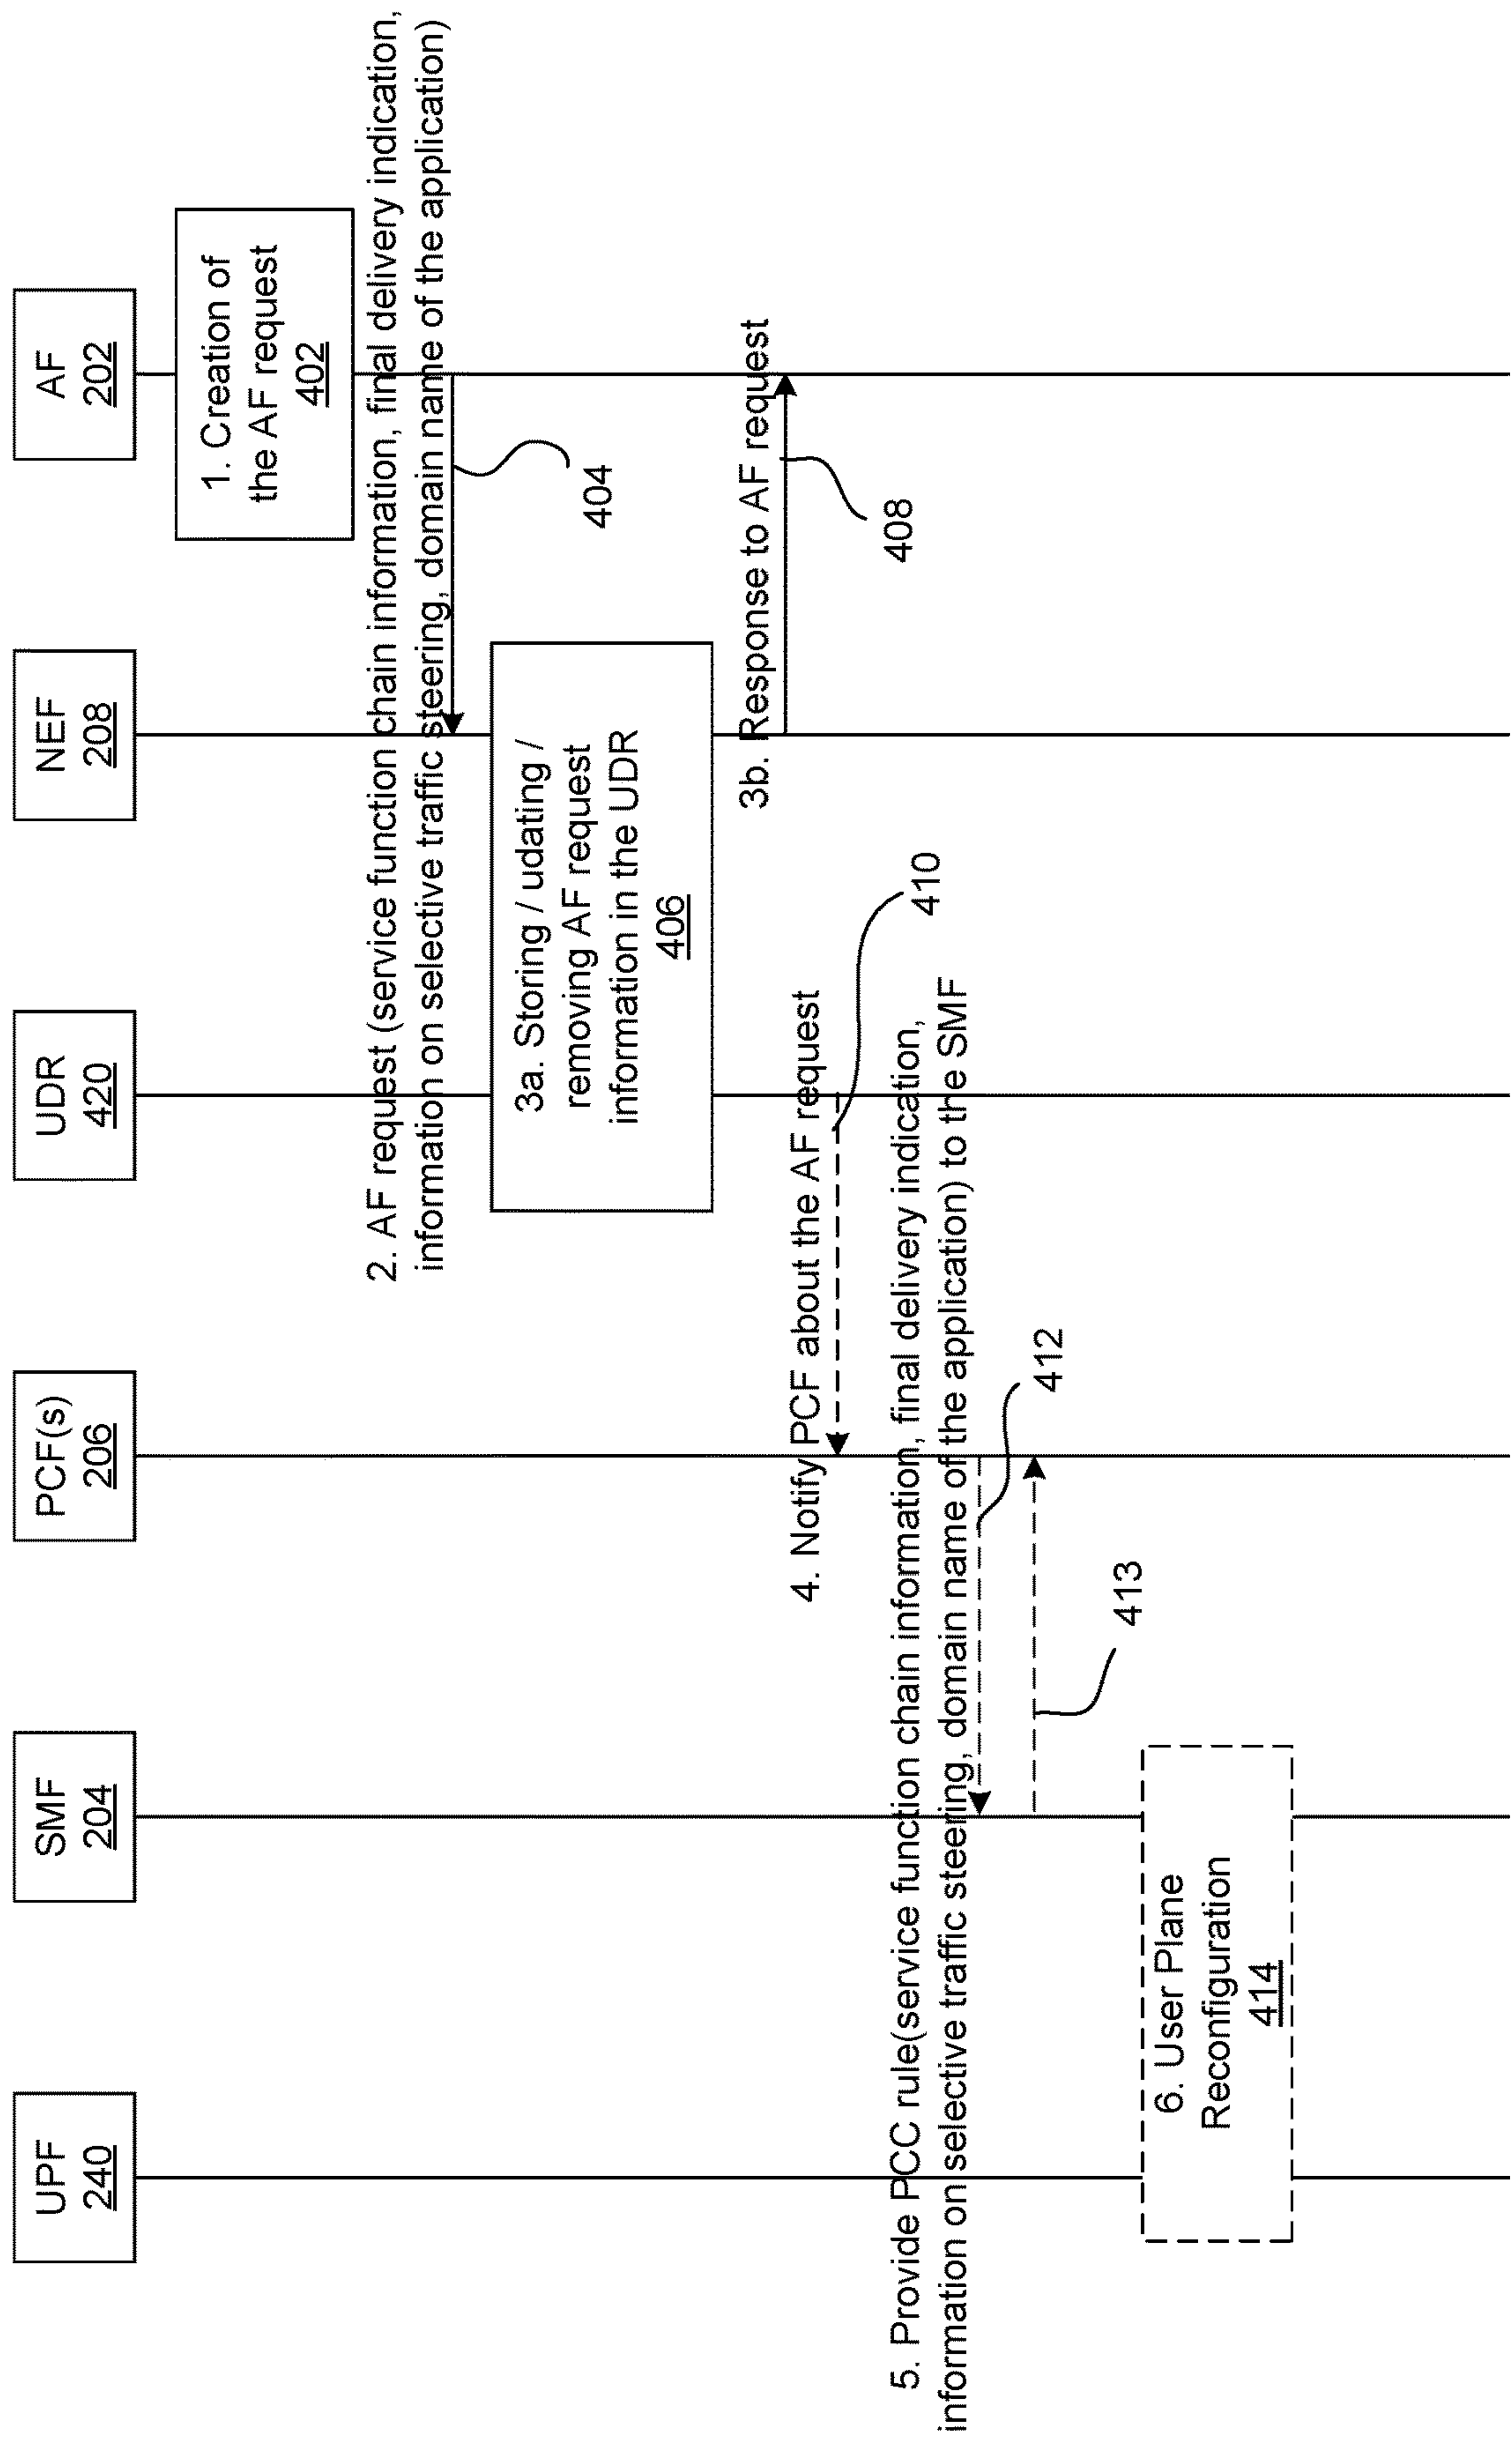 UPF
240
SMF
204
PCF(s)
206
UDR
420
NEF
208
AF
202
1. Creation of
the AF request
402
2. AF request (service function chain information, final delivery indication,
information on selective traffic steering, domain name of the application)
404
3a. Storing / udating /
removing AF request
information in the UDR
406
3b. Response to AF request
408
4. Notify PCF about the AF request
410
5. Provide PCC rule(service function chain information, final delivery indication,
information on selective traffic steering, domain name of the application) to the SMF
412
413
6. User Plane
Reconfiguration
414